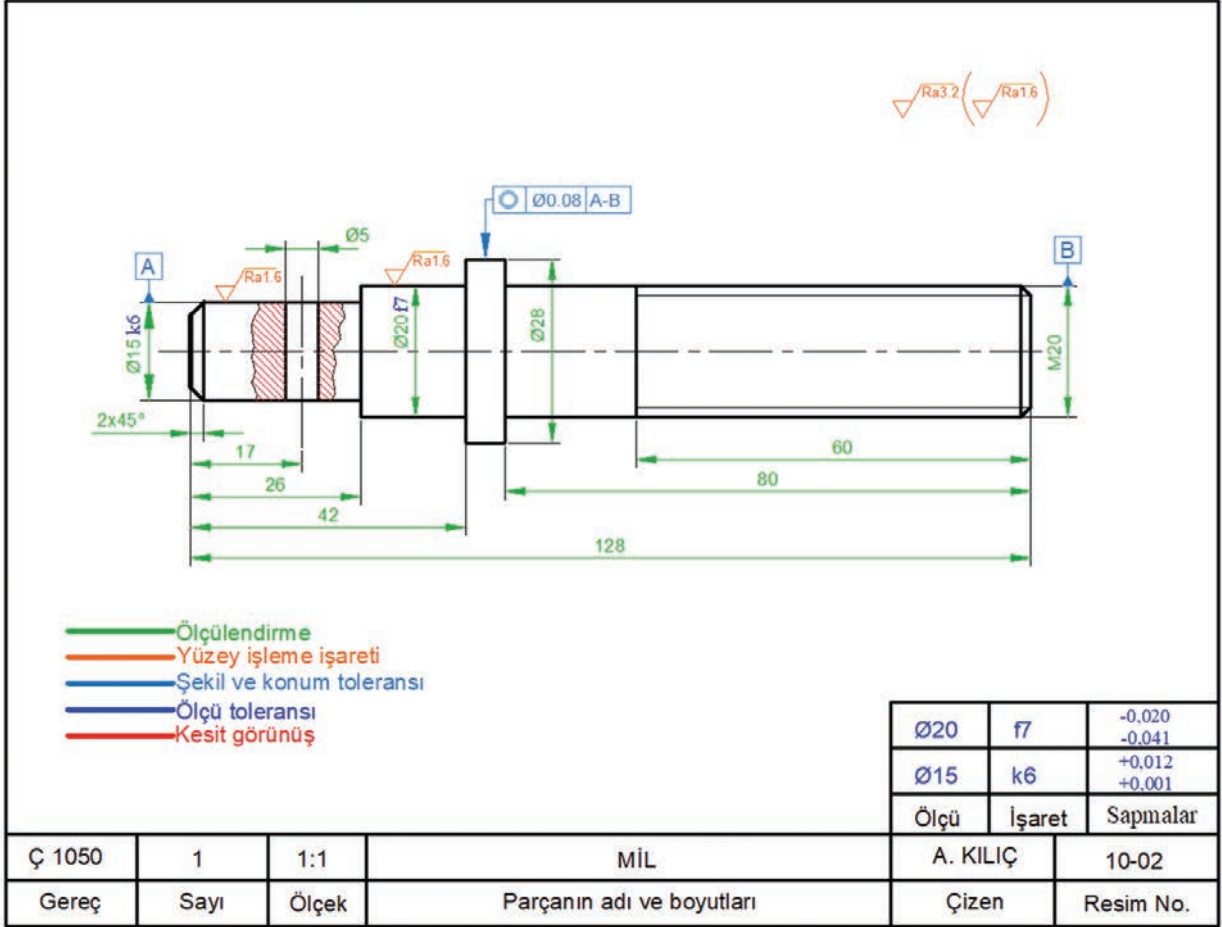 Ra3.2 ( Ra1.6 )
Ø0.08 A-B
Ø5
A
Ra1.6
Ra1.6
B
Ø15 k6
Ø20 f7
Ø28
M20
2x45°
17
60
26
80
42
128
Ölçülendirme
Yüzey işleme işareti
Şekil ve konum toleransı
Ölçü toleransı
Kesit görünüş
Ø20 f7 -0,020 -0,041
Ø15 k6 +0,012 +0,001
Ölçü İşaret Sapmalar
Ç 1050 1 1:1 MİL A. KILIÇ 10-02
Gereç Sayı Ölçek Parçanın adı ve boyutları Çizen Resim No.